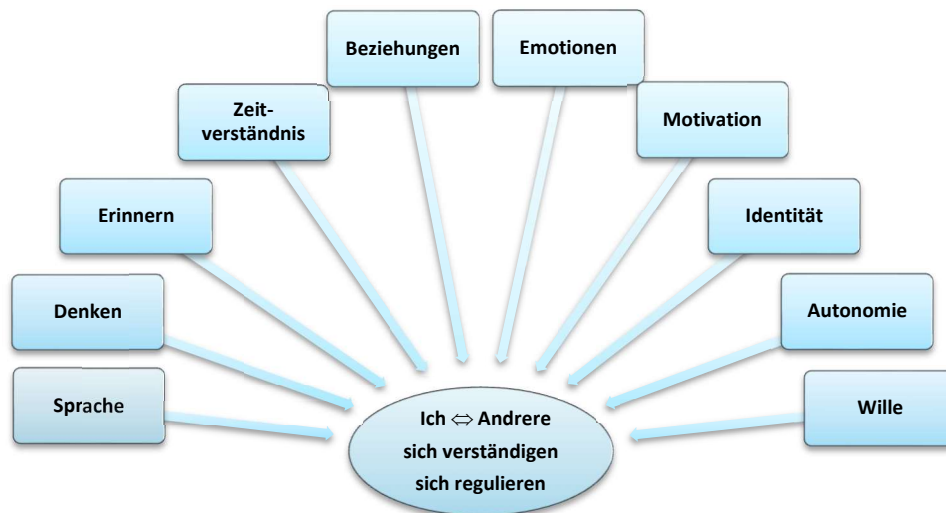 Beziehungen
Emotionen
Zeit-
verständnis
Motivation
Erinnern
Identität
Denken
Autonomie
Sprache
Wille
Ich ⇔ Andrere
sich verständigen
sich regulieren